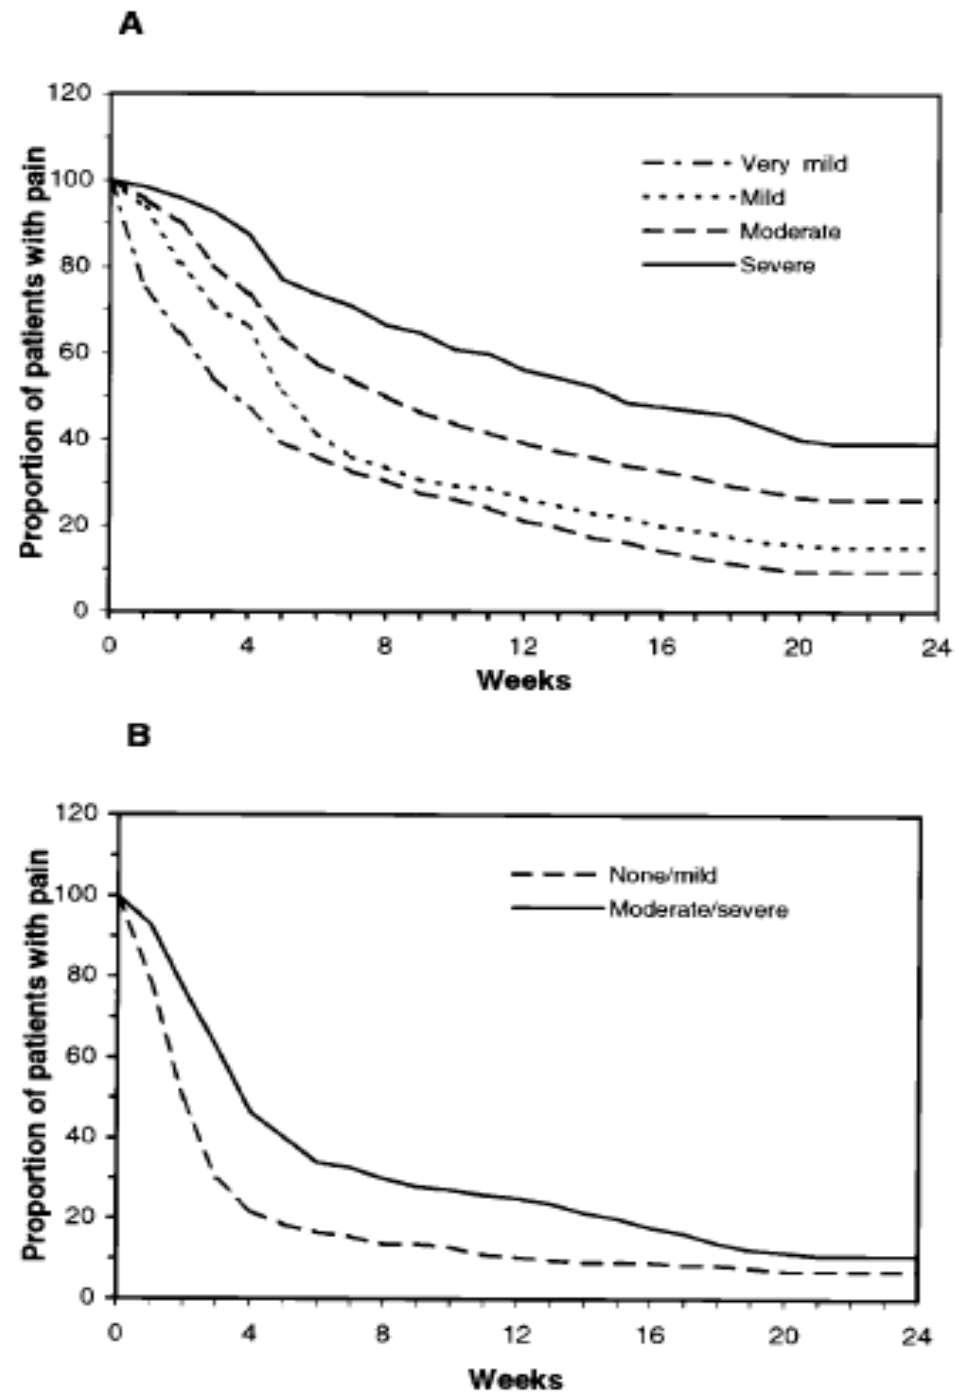 A
120
100
80
60
40
20
0
Proportion of patients with pain
Very mild
Mild
Moderate
Severe
0 4 8 12 16 20 24
Weeks
B
120
100
80
60
40
20
0
Proportion of patients with pain
None/mild
Moderate/severe
0 4 8 12 16 20 24
Weeks